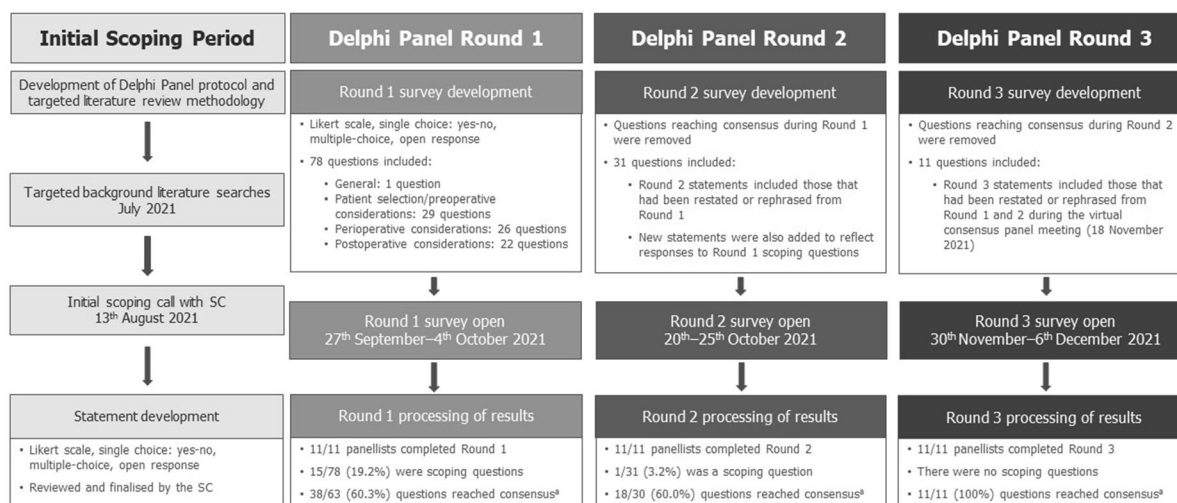 Initial Scoping Period
Development of Delphi Panel protocol and
targeted literature review methodology
Targeted background literature searches
July 2021
Initial scoping call with SC
13th August 2021
Statement development
• Likert scale, single choice: yes-no,
multiple-choice, open response
• Reviewed and finalised by the SC
Delphi Panel Round 1
Round 1 survey development
• Likert scale, single choice: yes-no,
multiple-choice, open response
• 78 questions included:
• General: 1 question
• Patient selection/preoperative
considerations: 29 questions
• Perioperative considerations: 26 questions
• Postoperative considerations: 22 questions
Round 1 survey open
27th September–4th October 2021
Round 1 processing of results
• 11/11 panellists completed Round 1
• 15/78 (19.2%) were scoping questions
• 38/63 (60.3%) questions reached consensusª
Delphi Panel Round 2
Round 2 survey development
• Questions reaching consensus during Round 1
were removed
• 31 questions included:
• Round 2 statements included those that
had been restated or rephrased from
Round 1
• New statements were also added to reflect
responses to Round 1 scoping questions
Round 2 survey open
20th–25th October 2021
Round 2 processing of results
• 11/11 panellists completed Round 2
• 1/31 (3.2%) was a scoping question
• 18/30 (60.0%) questions reached consensusª
Delphi Panel Round 3
Round 3 survey development
• Questions reaching consensus during Round 2
were removed
• 11 questions included:
• Round 3 statements included those that
had been restated or rephrased from
Round 1 and 2 during the virtual
consensus panel meeting (18 November
2021)
Round 3 survey open
30th November–6th December 2021
Round 3 processing of results
• 11/11 panellists completed Round 3
• There were no scoping questions
• 11/11 (100%) questions reached consensusª